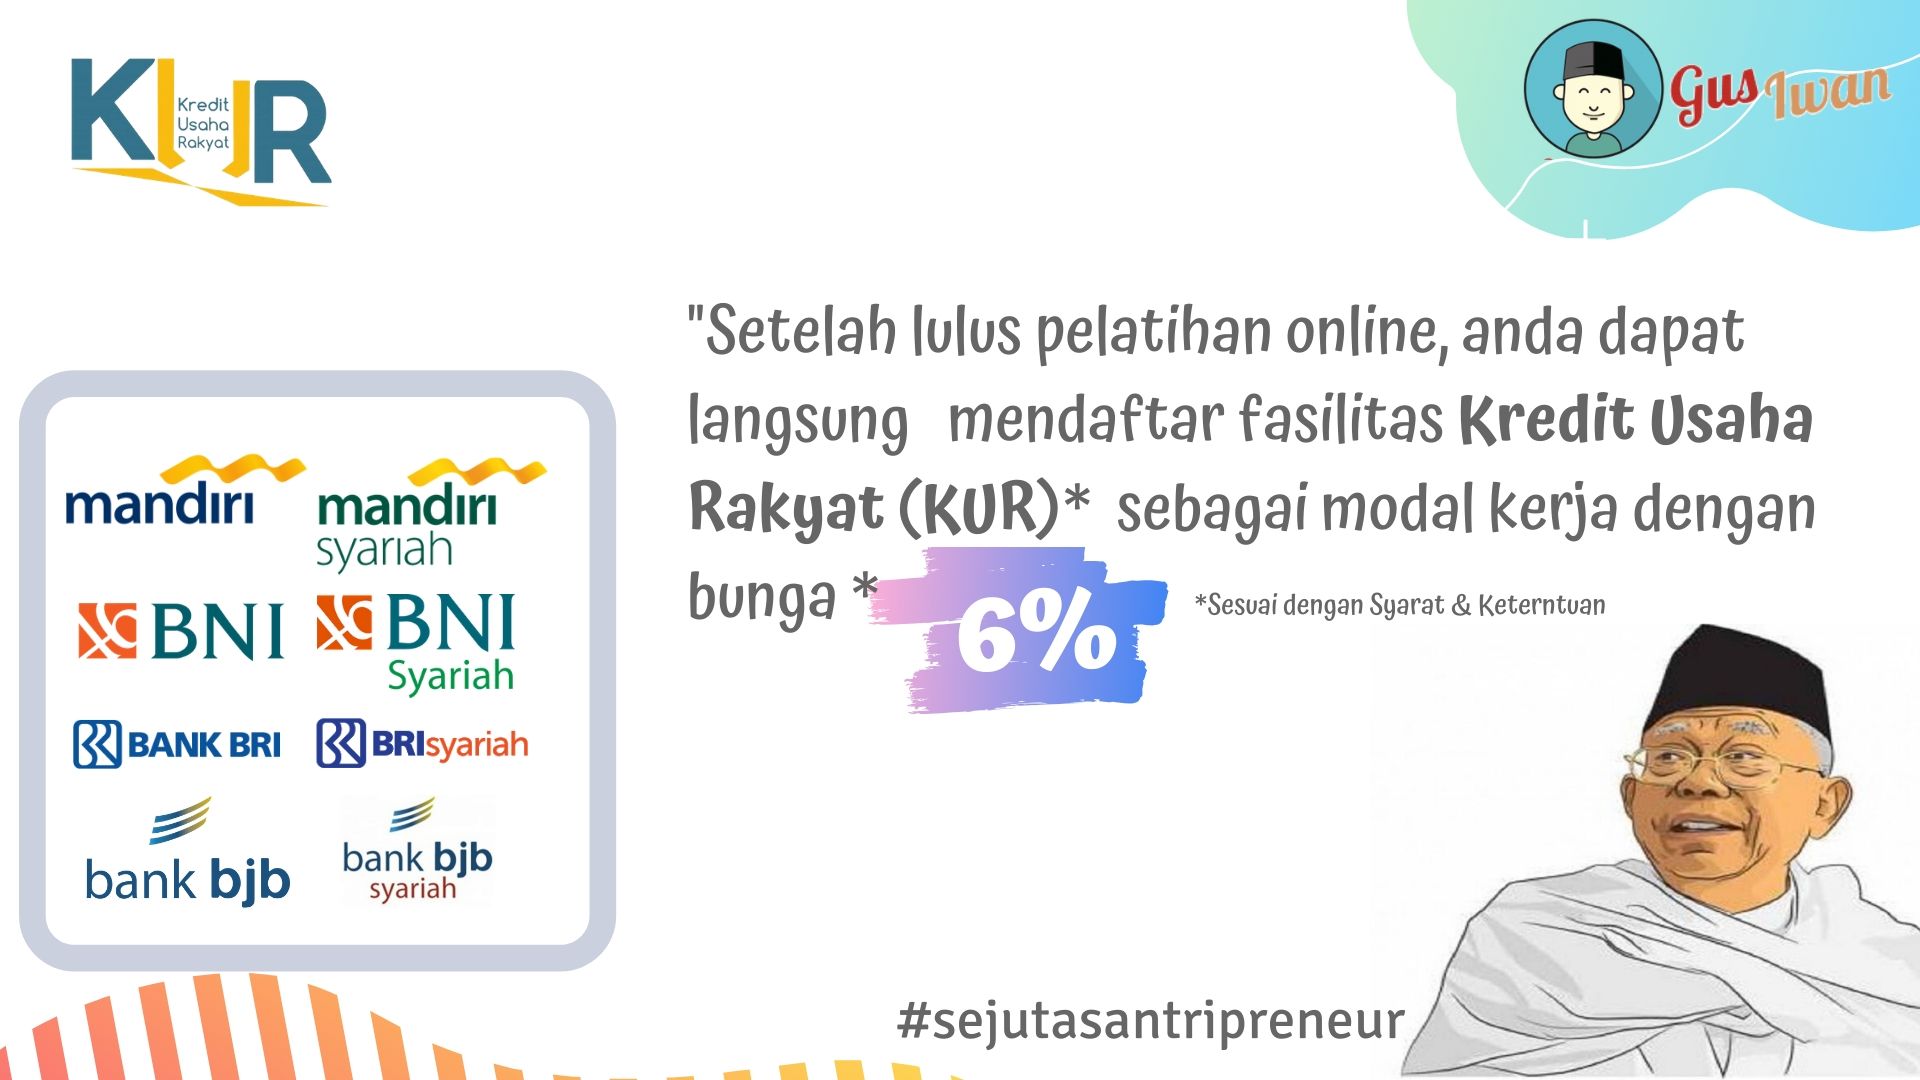 KUR
Kredit
Usaha
Rakyat
Gus Iwan
"Setelah lulus pelatihan online, anda dapat
langsung mendaftar fasilitas Kredit Usaha
Rakyat (KUR)* sebagai modal kerja dengan
bunga *
6%
*Sesuai dengan Syarat & Keterntuan
mandiri
mandiri
syariah
BNI
BNI
Syariah
BANK BRI
BRIsyariah
bank bjb
bank bjb
syariah
#sejutasantripreneur